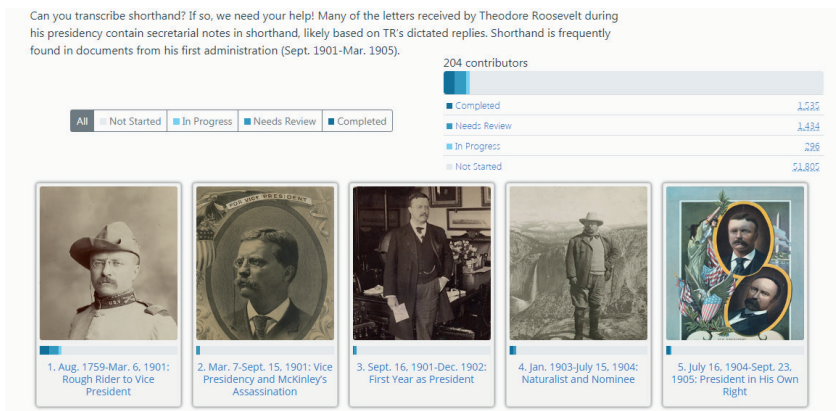 Can you transcribe shorthand? If so, we need your help! Many of the letters received by Theodore Roosevelt during
his presidency contain secretarial notes in shorthand, likely based on TR's dictated replies. Shorthand is frequently
found in documents from his first administration (Sept. 1901-Mar. 1905).
204 contributors
All Not Started In Progress Needs Review Completed
Completed 1,535
Needs Review 1,434
In Progress 296
Not Started 51,805
FOR VICE PRESIDENT
1. Aug. 1759-Mar. 6, 1901:
Rough Rider to Vice
President
2. Mar. 7-Sept. 15, 1901: Vice
Presidency and McKinley's
Assassination
3. Sept. 16, 1901-Dec. 1902:
First Year as President
4. Jan. 1903-July 15, 1904:
Naturalist and Nominee
5. July 16, 1904-Sept. 23,
1905: President in His Own
Right